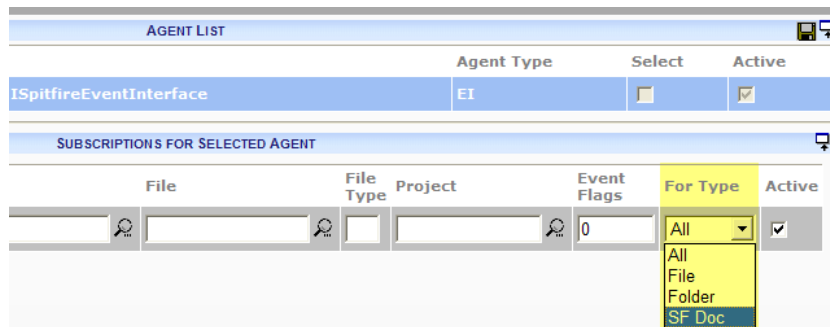 AGENT LIST
Agent Type Select Active
ISpitfireEventInterface EI
SUBSCRIPTIONS FOR SELECTED AGENT
File File Type Project Event Flags For Type Active
0 All
All
File
Folder
SF Doc